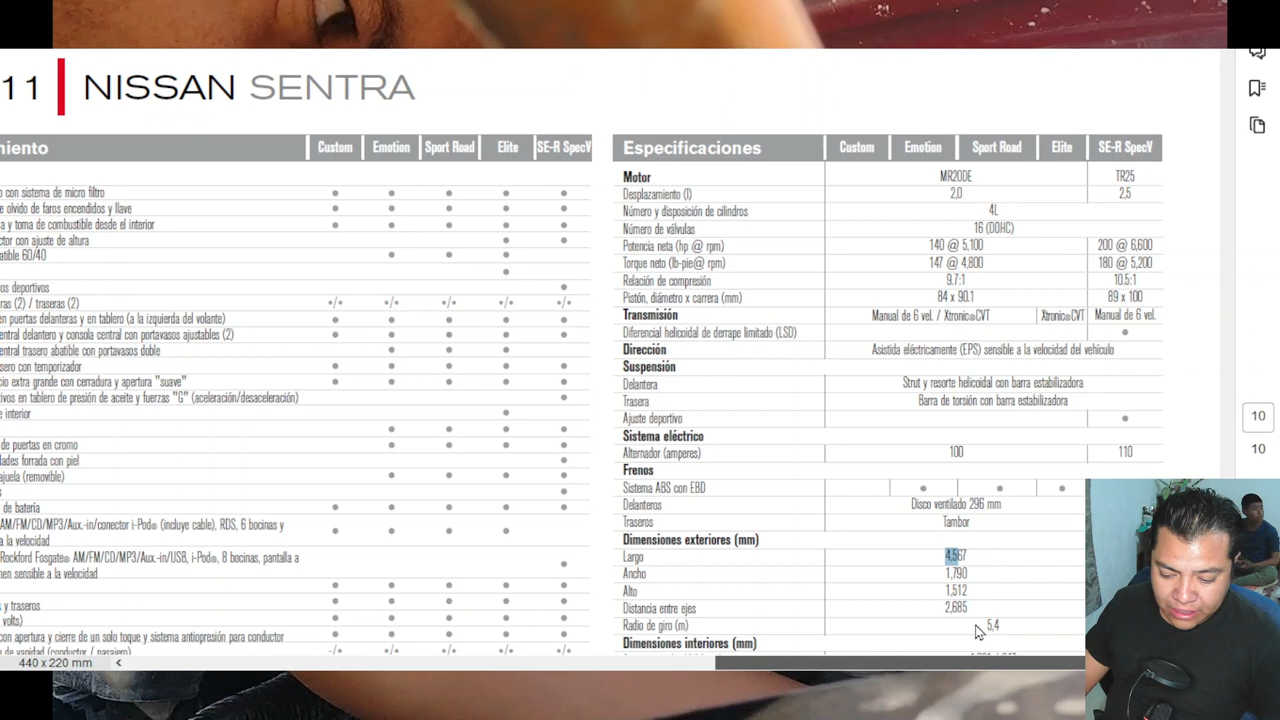 11 NISSAN SENTRA
miento Custom Emotion Sport Road Elite SE-R SpecV
o con sistema de micro filtro
e olvido de faros encendidos y llave
a y toma de combustible desde el interior
ctor con ajuste de altura
atible 60/40
os deportivos
ras (2) / traseras (2) •/• •/• •/• •/• •/•
en puertas delanteras y en tablero (a la izquierda del volante)
entral delantero y consola central con portavasos ajustables (2)
entral trasero abatible con portavasos doble
asero con temporizador
cio extra grande con cerradura y apertura "suave"
tivos en tablero de presión de aceite y fuerzas "G" (aceleración/desaceleración)
e interior
de puertas en cromo
dades forrada con piel
ajuela (removible)
s
de batería
AM/FM/CD/MP3/Aux.-in/conector i-Pod® (incluye cable), RDS, 6 bocinas y
a la velocidad
Rockford Fosgate® AM/FM/CD/MP3/Aux.-in/USB, i-Pod®, 8 bocinas, pantalla a
men sensible a la velocidad
s y traseros
volts)
con apertura y cierre de un solo toque y sistema antiopresión para conductor
de vanidad (conductor / pasajero) -/• •/• •/• •/• •/•
440 x 220 mm
Especificaciones Custom Emotion Sport Road Elite SE-R SpecV
Motor MR20DE TR25
Desplazamiento (l) 2,0 2,5
Número y disposición de cilindros 4L
Número de válvulas 16 (DOHC)
Potencia neta (hp @ rpm) 140 @ 5,100 200 @ 6,600
Torque neto (lb-pie@ rpm) 147 @ 4,800 180 @ 5,200
Relación de compresión 9.7:1 10.5:1
Pistón, diámetro x carrera (mm) 84 x 90.1 89 x 100
Transmisión Manual de 6 vel. / Xtronic®CVT Xtronic®CVT Manual de 6 vel.
Diferencial helicoidal de derrape limitado (LSD) •
Dirección Asistida eléctricamente (EPS) sensible a la velocidad del vehículo
Suspensión
Delantera Strut y resorte helicoidal con barra estabilizadora
Trasera Barra de torsión con barra estabilizadora
Ajuste deportivo •
Sistema eléctrico
Alternador (amperes) 100 110
Frenos
Sistema ABS con EBD • • •
Delanteros Disco ventilado 296 mm
Traseros Tambor
Dimensiones exteriores (mm)
Largo 4,567
Ancho 1,790
Alto 1,512
Distancia entre ejes 2,685
Radio de giro (m) 5,4
Dimensiones interiores (mm)
10
10